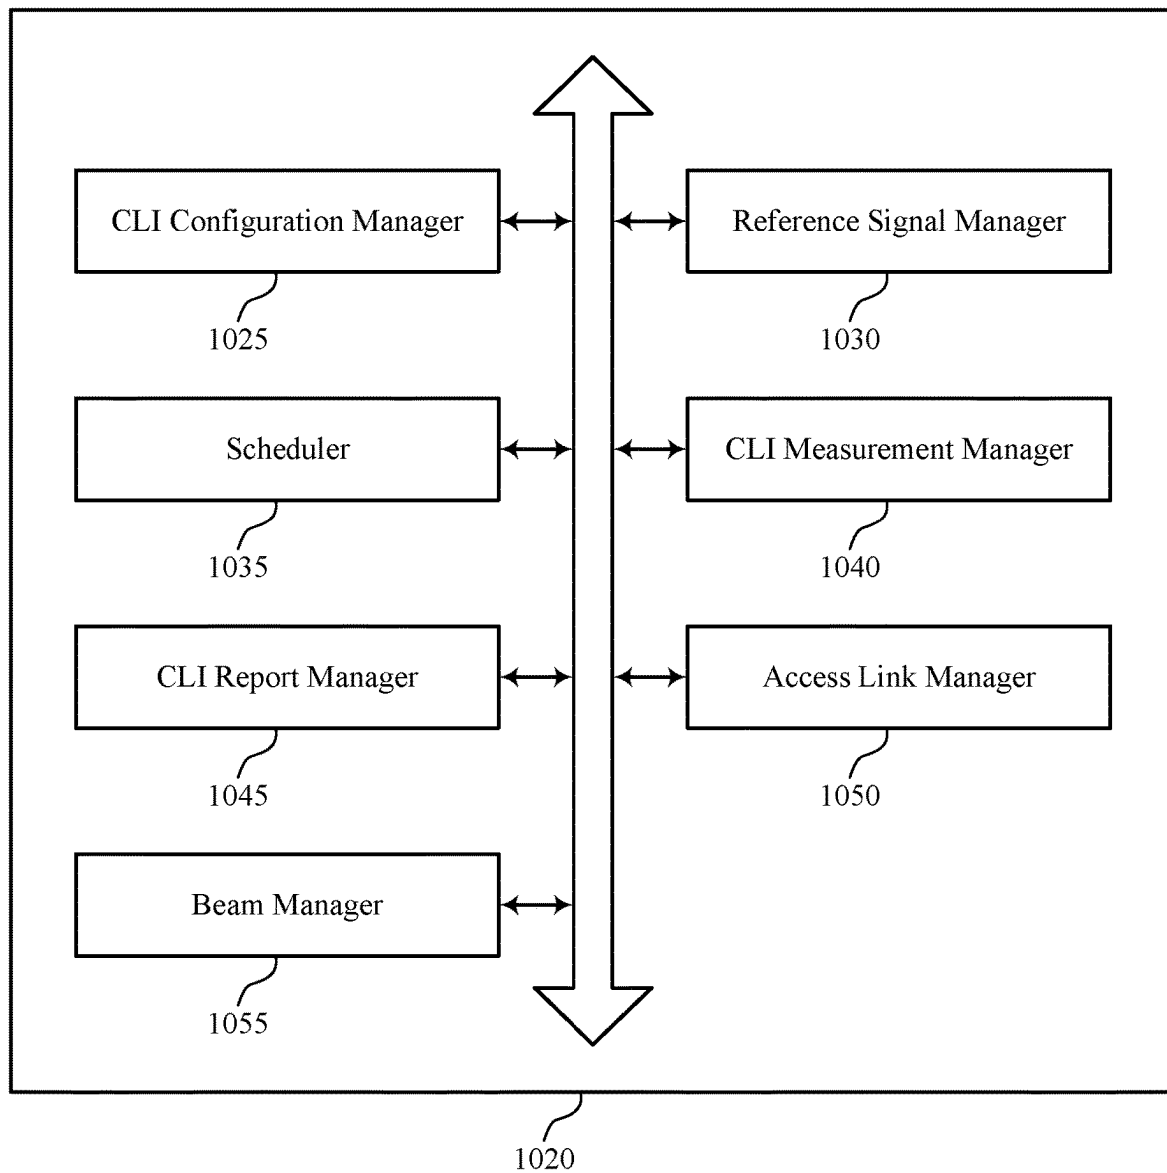 CLI Configuration Manager
Reference Signal Manager
1025
1030
Scheduler
CLI Measurement Manager
1035
1040
CLI Report Manager
Access Link Manager
1045
1050
Beam Manager
1055
1020